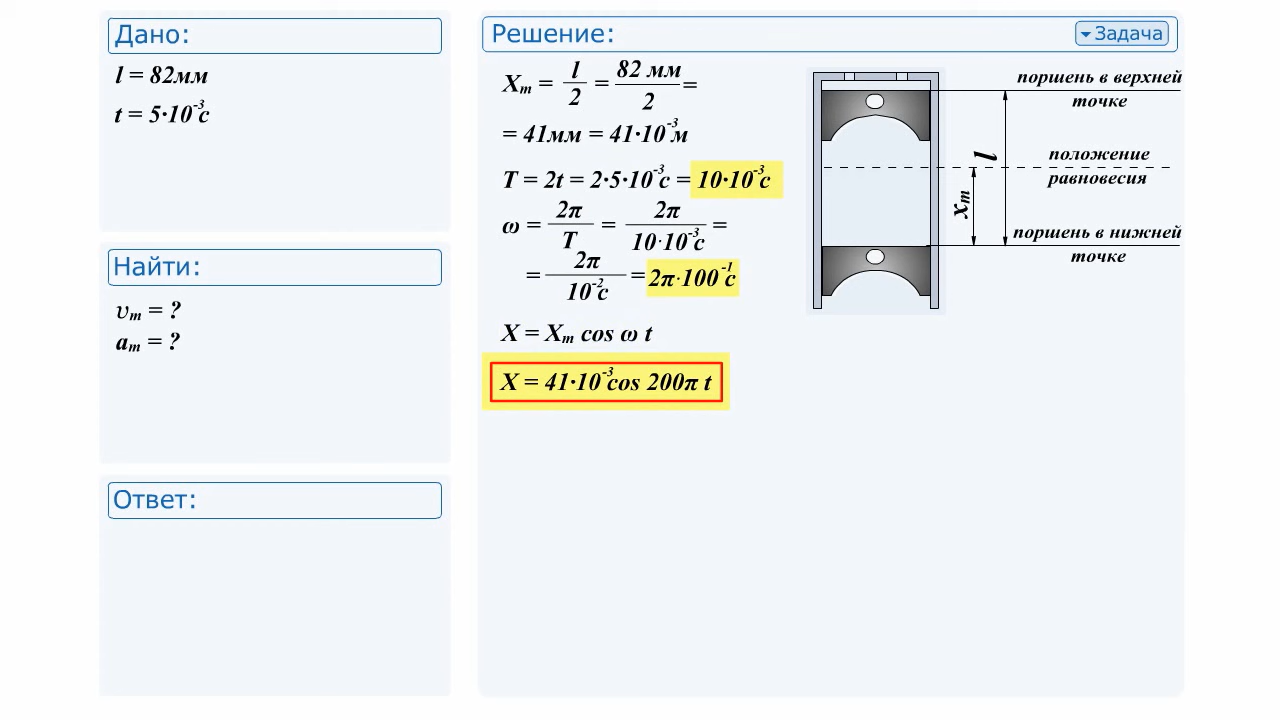 Дано:
l = 82мм
t = 5·10⁻³с
Найти:
υₘ = ?
aₘ = ?
Ответ:
Решение:
Задача
Xₘ = l/2 = 82 мм/2 =
= 41мм = 41·10⁻³м
T = 2t = 2·5·10⁻³с = 10·10⁻³с
ω = 2π/T = 2π/10·10⁻³с =
= 2π/10⁻²с = 2π·100 с⁻¹
X = Xₘ cos ω t
X = 41·10⁻³cos 200π t
поршень в верхней
точке
l
положение
равновесия
xₘ
поршень в нижней
точке